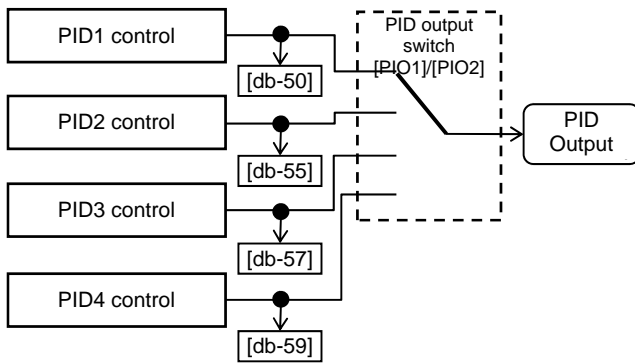 PID1 control
[db-50]
PID output
switch
[PIO1]/[PIO2]
PID2 control
[db-55]
PID
Output
PID3 control
[db-57]
PID4 control
[db-59]